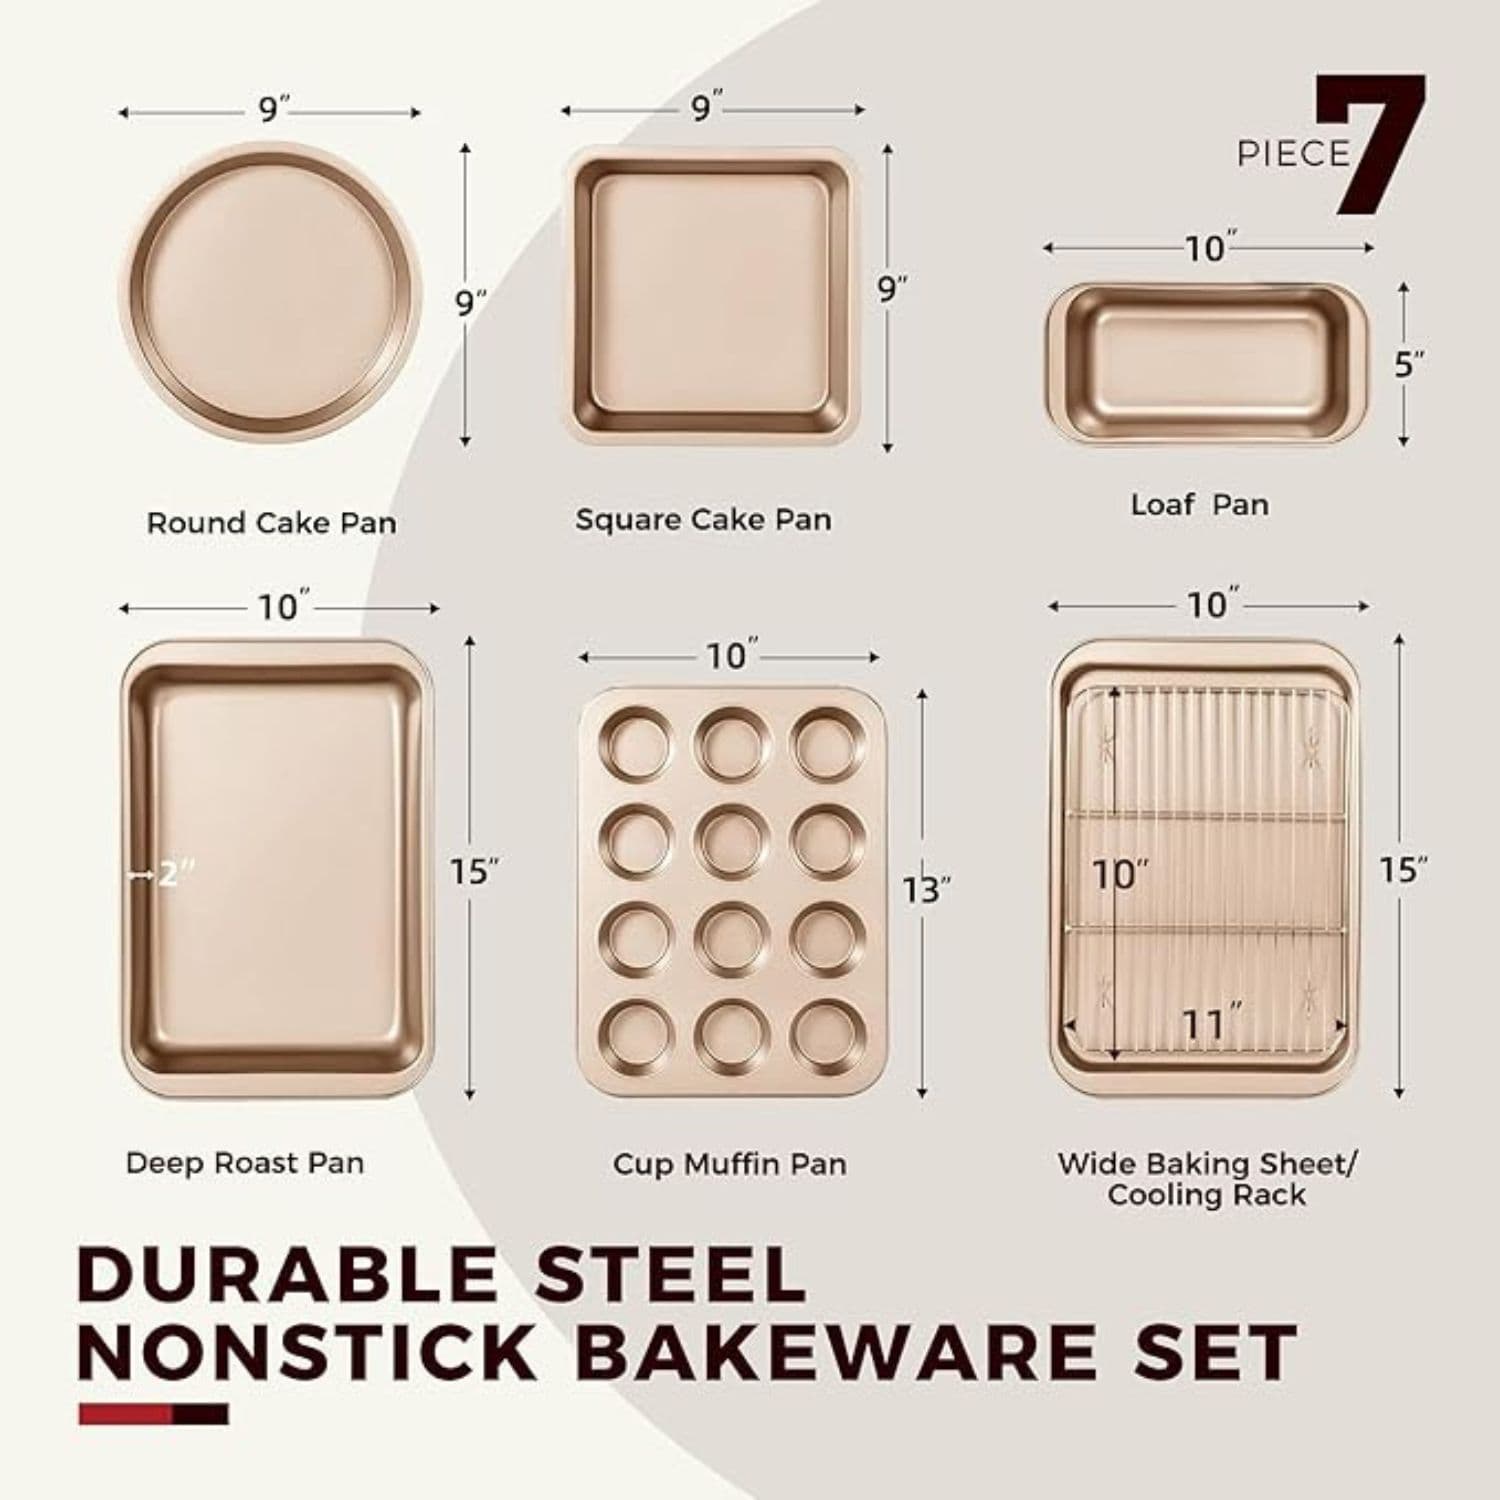 9"
9"
PIECE 7
10"
9"
9"
5"
Round Cake Pan
Square Cake Pan
Loaf Pan
10"
10"
10"
2"
15"
13"
10"
11"
15"
Deep Roast Pan
Cup Muffin Pan
Wide Baking Sheet/
Cooling Rack
DURABLE STEEL
NONSTICK BAKEWARE SET